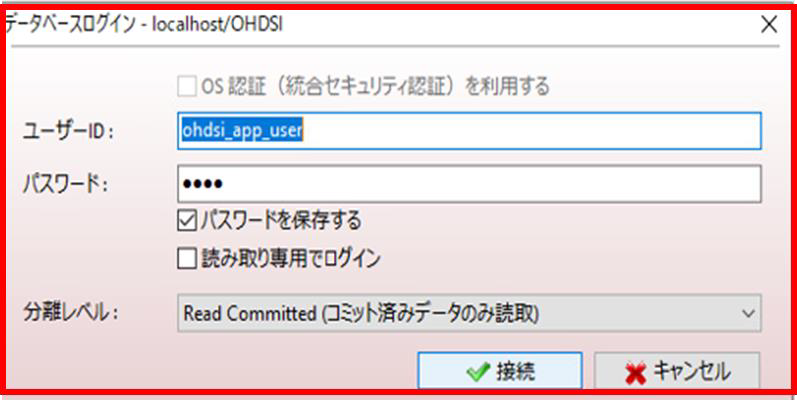 データベースログイン - localhost/OHDSI
OS 認証（統合セキュリティ認証）を利用する
ユーザーID：
ohdsi_app_user
パスワード：
••••
パスワードを保存する
読み取り専用でログイン
分離レベル：
Read Committed (コミット済みデータのみ読取)
接続
キャンセル